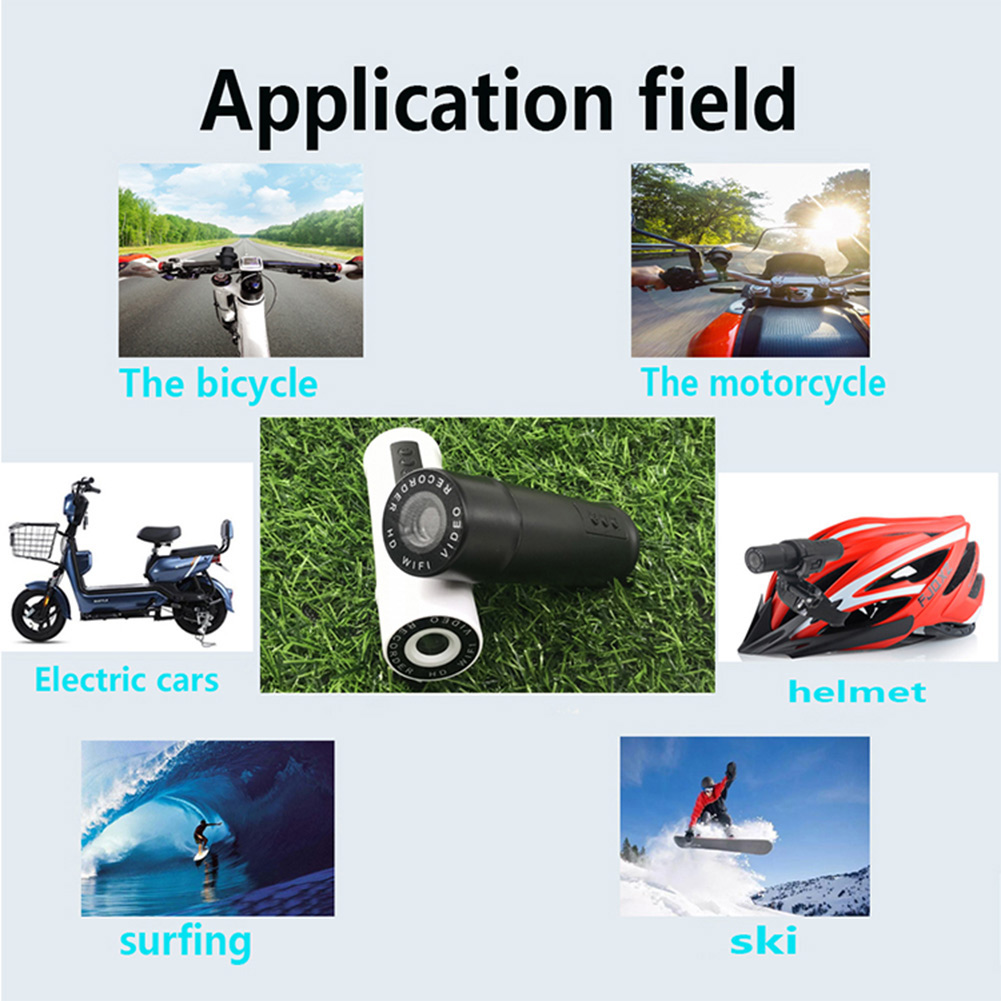 Application field
The bicycle
The motorcycle
HD WIFI VIDEO RECORDER
RECORDER HD WIFI VIDEO
Electric cars
helmet
surfing
ski